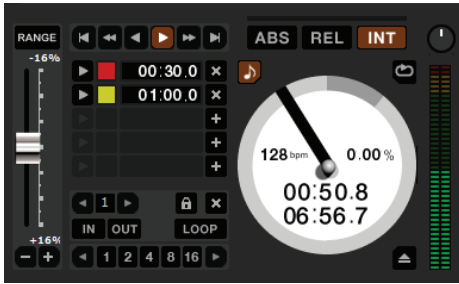 RANGE
ABS REL INT
-16%
00:30.0
01:00.0
128 bpm 0.00 %
00:50.8
06:56.7
1
IN OUT LOOP
+16%
1 2 4 8 16